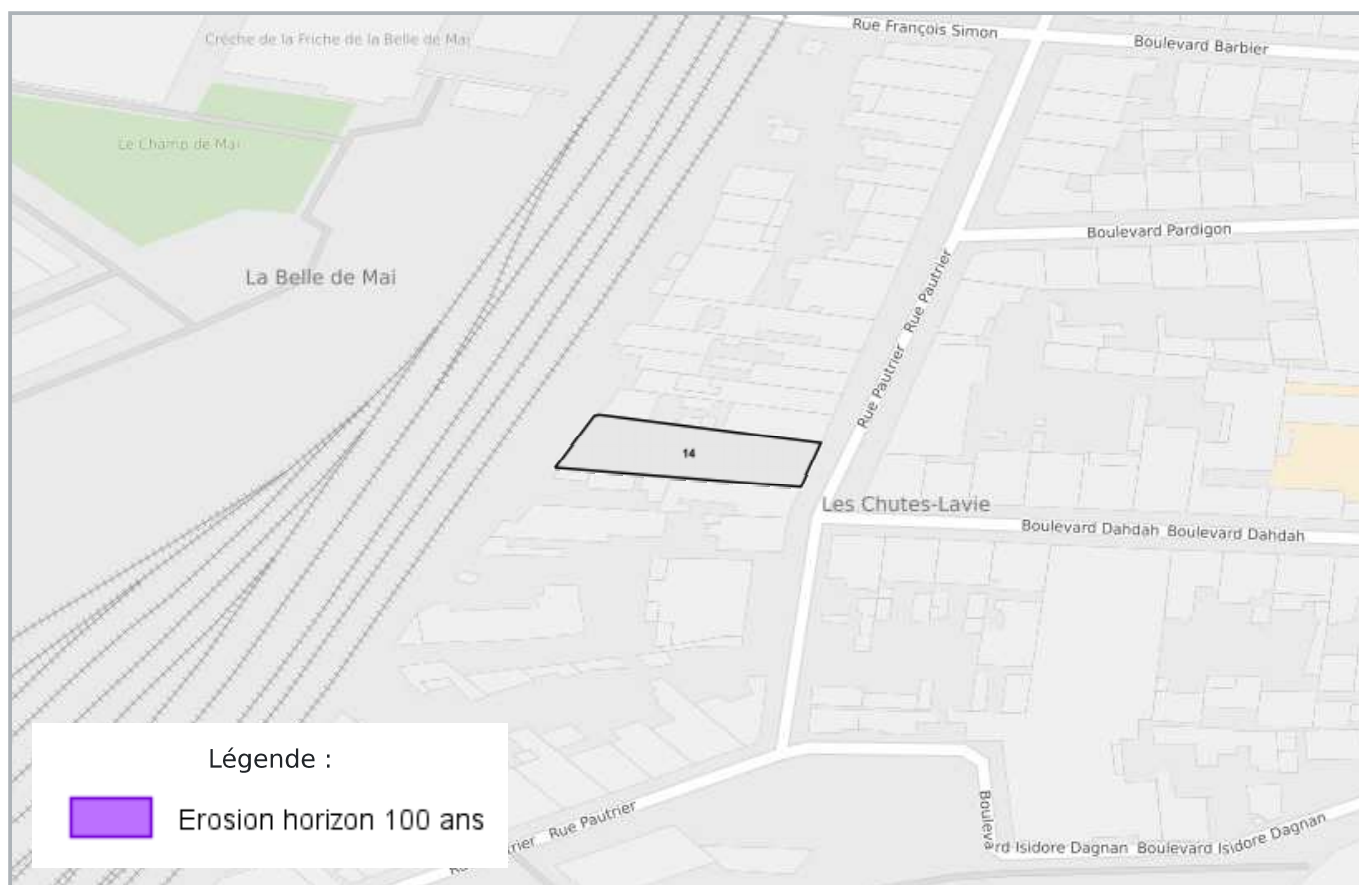 Rue François Simon
Boulevard Barbier
Crèche de la Friche de la Belle de Mai
Le Champ de Mai
Boulevard Pardigon
La Belle de Mai
Rue Pautrier
Rue Pautrier
14
Les Chutes-Lavie
Boulevard Dahdah Boulevard Dahdah
Légende :
Erosion horizon 100 ans
Rue Pautrier
Boulevard Isidore Dagnan Boulevard Isidore Dagnan